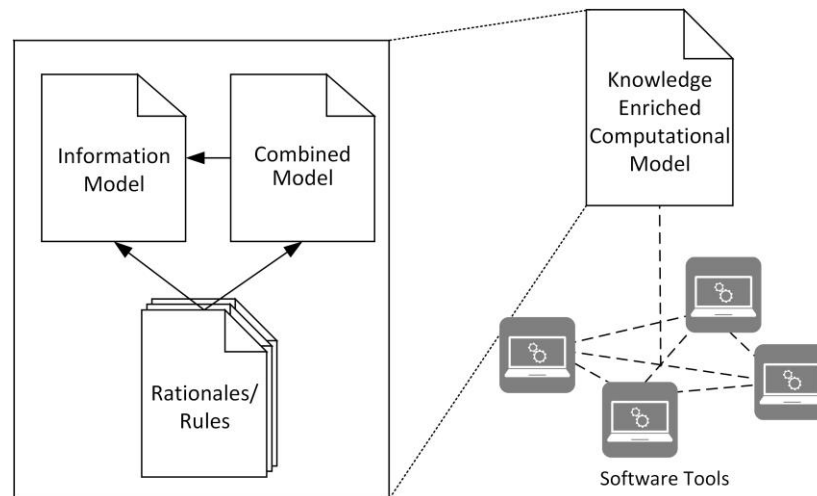 Information
Model
Combined
Model
Rationales/
Rules
Knowledge
Enriched
Computational
Model
Software Tools